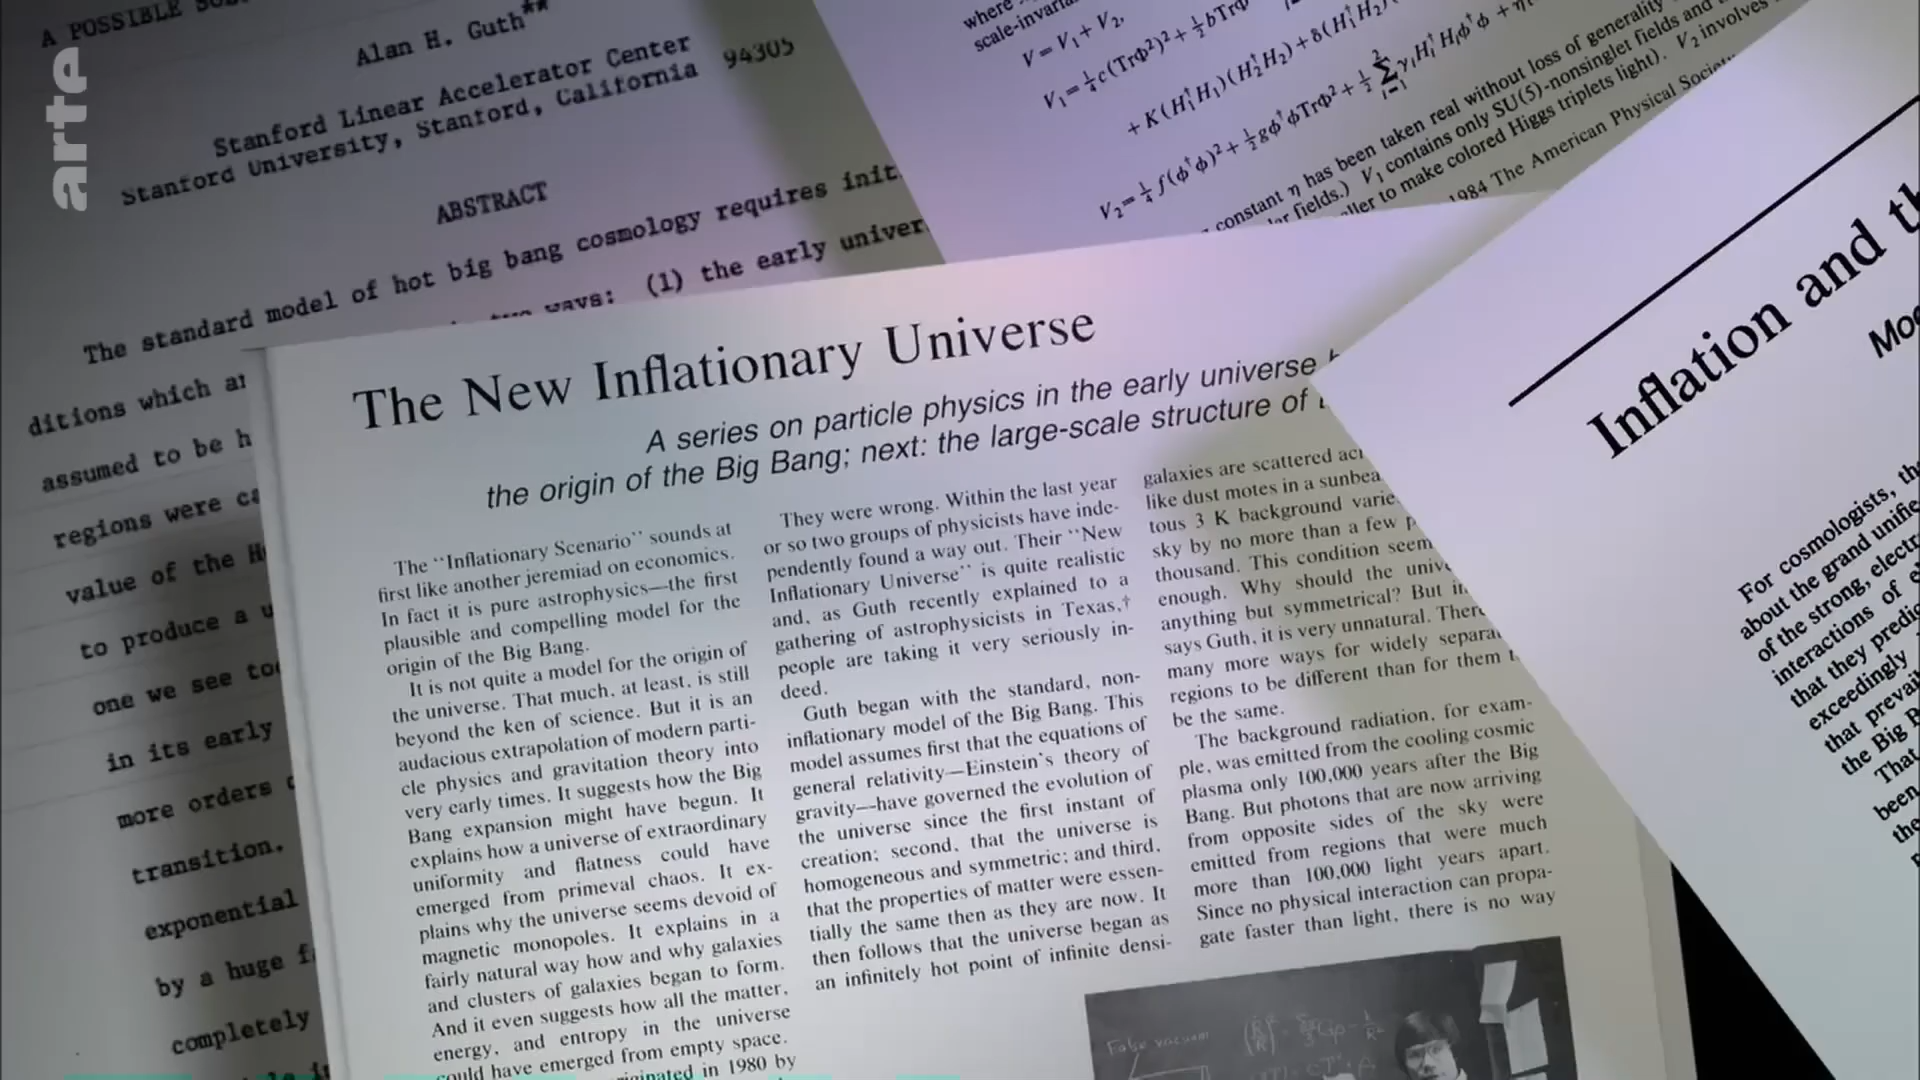 arte
A POSSIBLE
Alan H. Guth**
Stanford Linear Accelerator Center
Stanford University, Stanford, California 94305
ABSTRACT
The standard model of hot big bang cosmology requires init
ditions which ar
(1) the early univer
assumed to be h
regions were ca
value of the H
to produce a u
one we see to
in its early
more orders
transition.
exponential
by a huge f
completely
where
scale-invaria
V = V₁ + V₂,
V₁ = ¼c(TrΦ²)² + ½bTrΦ
+ K(H₁†H₁)(H₂†H₂) + δ(H₁†H₂)
V₂ = ¼f(φ†φ)² + ½gφ†φTrΦ² + ½∑γᵢHᵢ†Hᵢφ†φ + η
constant η has been taken real without loss of generality
fields.) V₁ contains only SU(5)-nonsinglet fields and
to make colored Higgs triplets light). V₂ involves
1984 The American Physical Society
The New Inflationary Universe
A series on particle physics in the early universe
the origin of the Big Bang; next: the large-scale structure of
The "Inflationary Scenario" sounds at
first like another jeremiad on economics.
In fact it is pure astrophysics—the first
plausible and compelling model for the
origin of the Big Bang.
It is not quite a model for the origin of
the universe. That much, at least, is still
beyond the ken of science. But it is an
audacious extrapolation of modern parti-
cle physics and gravitation theory into
very early times. It suggests how the Big
Bang expansion might have begun. It
explains how a universe of extraordinary
uniformity and flatness could have
emerged from primeval chaos. It ex-
plains why the universe seems devoid of
magnetic monopoles. It explains in a
fairly natural way how and why galaxies
and clusters of galaxies began to form.
And it even suggests how all the matter,
energy, and entropy in the universe
could have emerged from empty space.
in 1980 by
They were wrong. Within the last year
or so two groups of physicists have inde-
pendently found a way out. Their "New
Inflationary Universe" is quite realistic
and, as Guth recently explained to a
gathering of astrophysicists in Texas,†
people are taking it very seriously in-
deed.
Guth began with the standard, non-
inflationary model of the Big Bang. This
model assumes first that the equations of
general relativity—Einstein's theory of
gravity—have governed the evolution of
the universe since the first instant of
creation; second, that the universe is
homogeneous and symmetric; and third,
that the properties of matter were essen-
tially the same then as they are now. It
then follows that the universe began as
an infinitely hot point of infinite densi-
galaxies are scattered acr
like dust motes in a sunbea
tous 3 K background varie
sky by no more than a few p
thousand. This condition seem
enough. Why should the unive
anything but symmetrical? But i
says Guth, it is very unnatural. There
many more ways for widely separa
regions to be different than for them t
be the same.
The background radiation, for exam-
ple, was emitted from the cooling cosmic
plasma only 100,000 years after the Big
Bang. But photons that are now arriving
from opposite sides of the sky were
emitted from regions that were much
more than 100,000 light years apart.
Since no physical interaction can propa-
gate faster than light, there is no way
False vacuum
Inflation and th
Mo
For cosmologists, th
about the grand unifie
of the strong, electr
interactions of e
that they predic
exceedingly
that prevai
the Big B
That
been
the